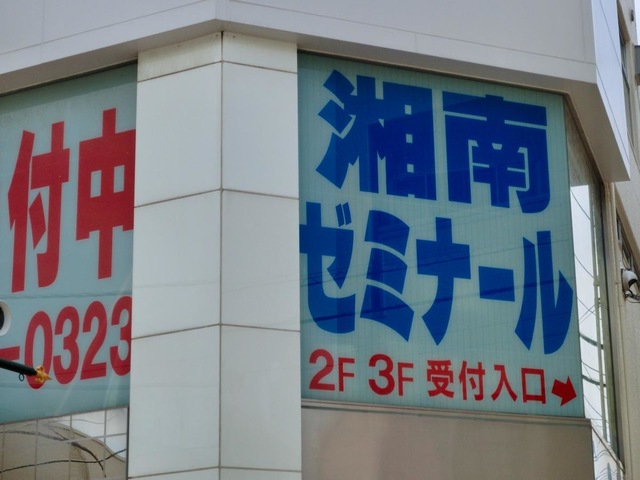 付中
-0323
湘南
ゼミナール
2F 3F 受付入口